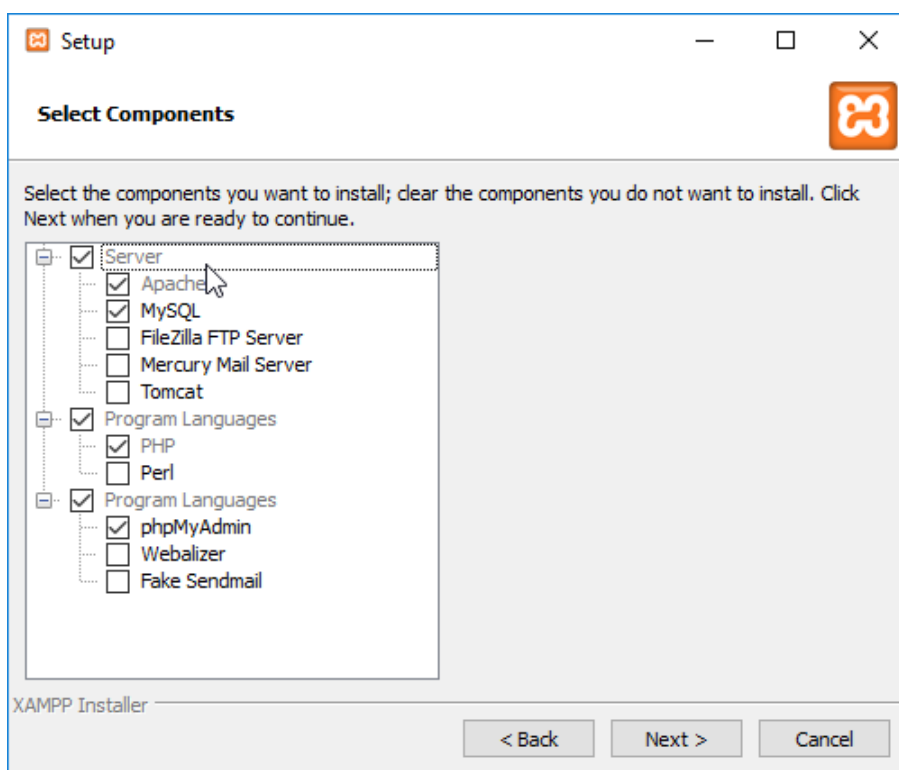 Setup
Select Components
Select the components you want to install; clear the components you do not want to install. Click
Next when you are ready to continue.
Server
Apache
MySQL
FileZilla FTP Server
Mercury Mail Server
Tomcat
Program Languages
PHP
Perl
Program Languages
phpMyAdmin
Webalizer
Fake Sendmail
XAMPP Installer
< Back
Next >
Cancel